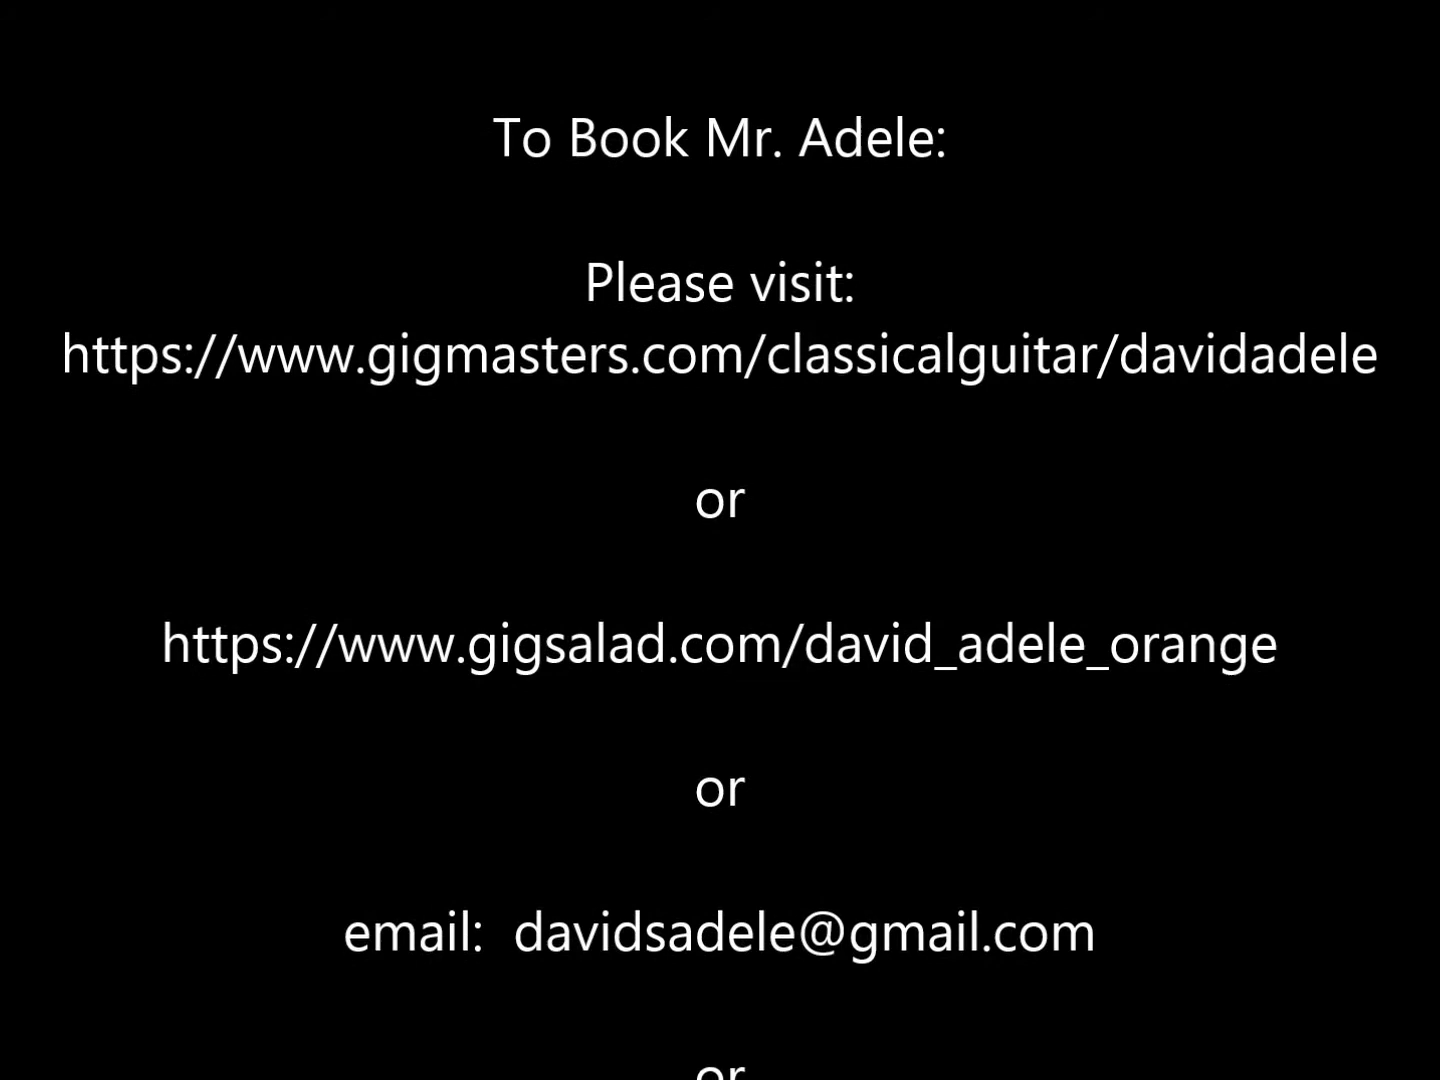 To Book Mr. Adele:
Please visit:
https://www.gigmasters.com/classicalguitar/davidadele
or
https://www.gigsalad.com/david_adele_orange
or
email:  davidsadele@gmail.com
or